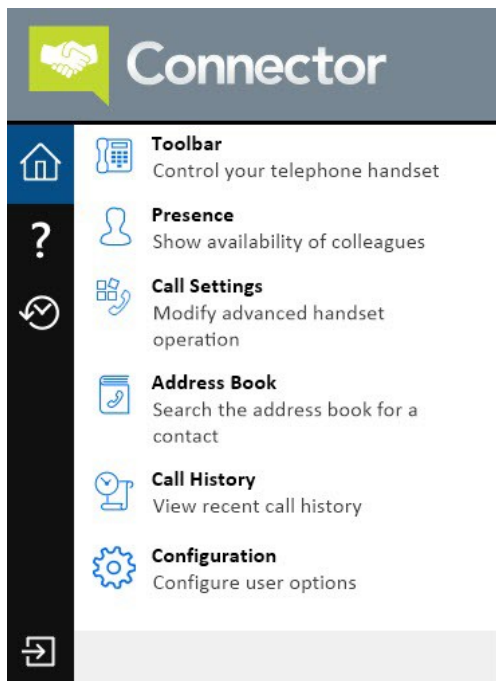 Connector
Toolbar
Control your telephone handset
?
Presence
Show availability of colleagues
Call Settings
Modify advanced handset
operation
Address Book
Search the address book for a
contact
Call History
View recent call history
Configuration
Configure user options